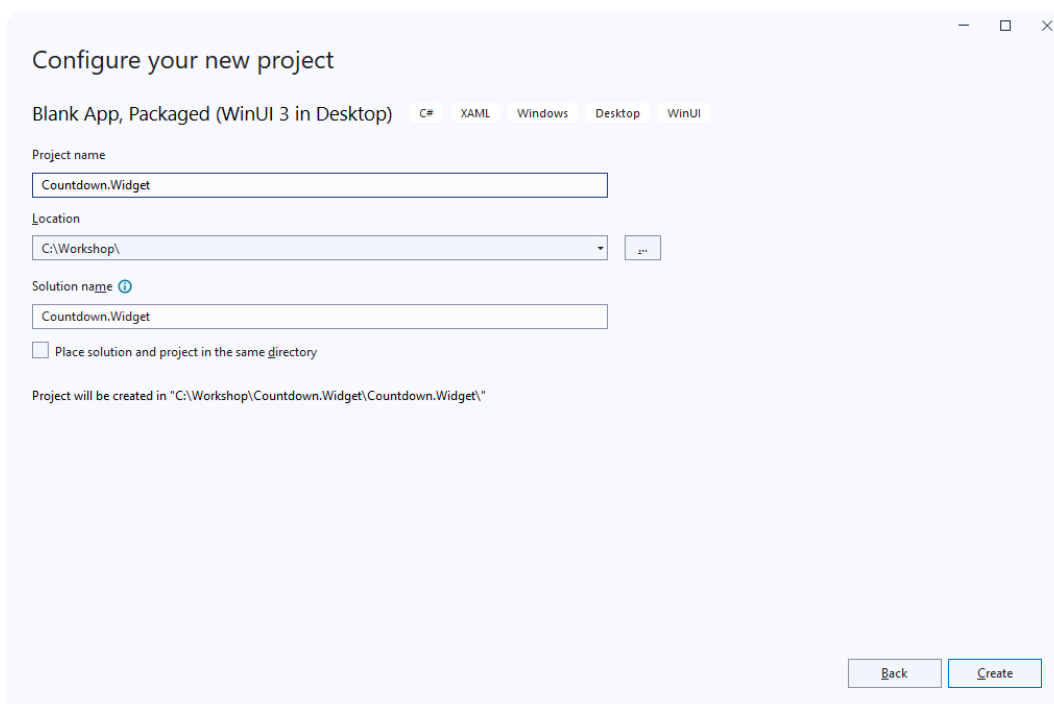 Configure your new project
Blank App, Packaged (WinUI 3 in Desktop) C# XAML Windows Desktop WinUI
Project name
Countdown.Widget
Location
C:\Workshop\
...
Solution name
Countdown.Widget
Place solution and project in the same directory
Project will be created in "C:\Workshop\Countdown.Widget\Countdown.Widget\"
Back Create